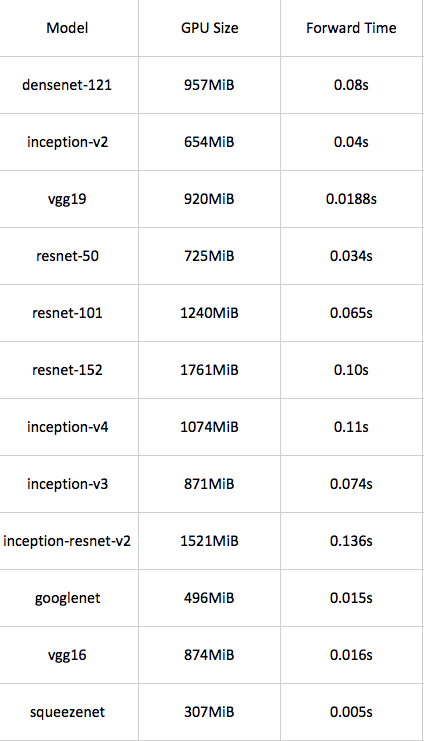 Model GPU Size Forward Time
densenet-121 957MiB 0.08s
inception-v2 654MiB 0.04s
vgg19 920MiB 0.0188s
resnet-50 725MiB 0.034s
resnet-101 1240MiB 0.065s
resnet-152 1761MiB 0.10s
inception-v4 1074MiB 0.11s
inception-v3 871MiB 0.074s
inception-resnet-v2 1521MiB 0.136s
googlenet 496MiB 0.015s
vgg16 874MiB 0.016s
squeezenet 307MiB 0.005s